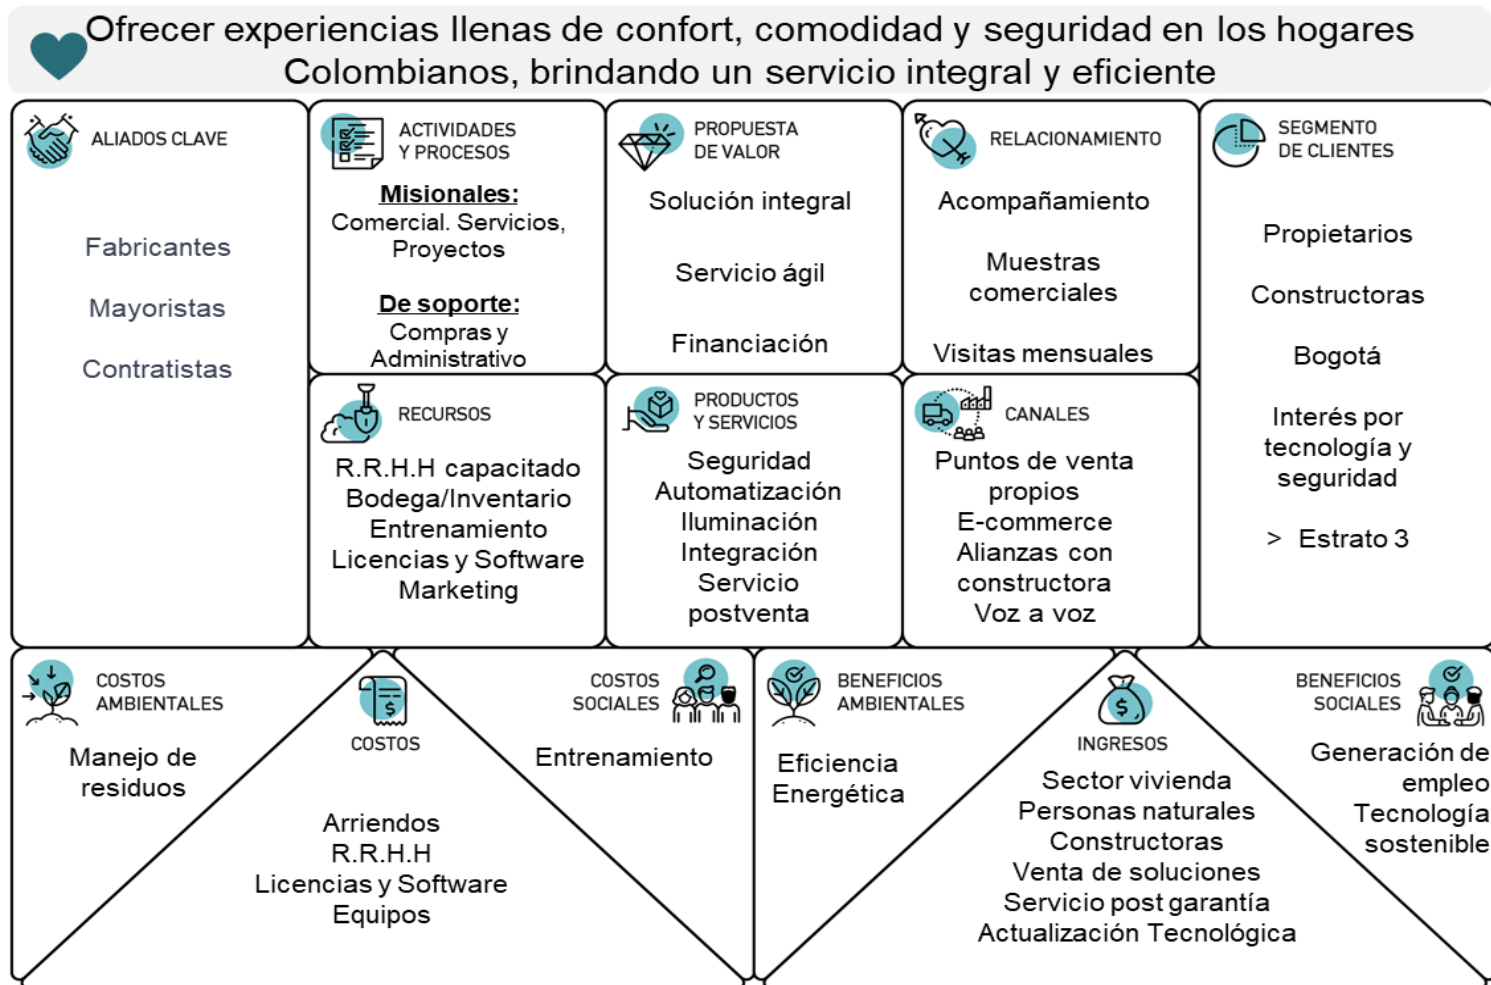 Ofrecer experiencias llenas de confort, comodidad y seguridad en los hogares
Colombianos, brindando un servicio integral y eficiente
ALIADOS CLAVE
Fabricantes
Mayoristas
Contratistas
ACTIVIDADES
Y PROCESOS
Misionales:
Comercial. Servicios,
Proyectos
De soporte:
Compras y
Administrativo
RECURSOS
R.R.H.H capacitado
Bodega/Inventario
Entrenamiento
Licencias y Software
Marketing
PROPUESTA
DE VALOR
Solución integral
Servicio ágil
Financiación
PRODUCTOS
Y SERVICIOS
Seguridad
Automatización
Iluminación
Integración
Servicio
postventa
RELACIONAMIENTO
Acompañamiento
Muestras
comerciales
Visitas mensuales
CANALES
Puntos de venta
propios
E-commerce
Alianzas con
constructora
Voz a voz
SEGMENTO
DE CLIENTES
Propietarios
Constructoras
Bogotá
Interés por
tecnología y
seguridad
> Estrato 3
COSTOS
AMBIENTALES
Manejo de
residuos
COSTOS
Arriendos
R.R.H.H
Licencias y Software
Equipos
COSTOS
SOCIALES
Entrenamiento
BENEFICIOS
AMBIENTALES
Eficiencia
Energética
INGRESOS
Sector vivienda
Personas naturales
Constructoras
Venta de soluciones
Servicio post garantía
Actualización Tecnológica
BENEFICIOS
SOCIALES
Generación de
empleo
Tecnología
sostenible